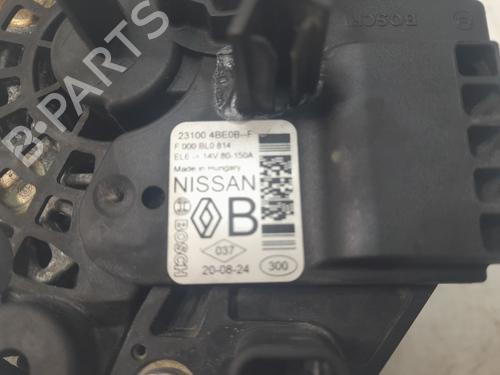 BOSCH
23100 4BE0B--F
F 000 BL0 814
14V 80-150A
Made in Hungary
NISSAN
B
BOSCH
037
20-08-24
300
B-PARTS